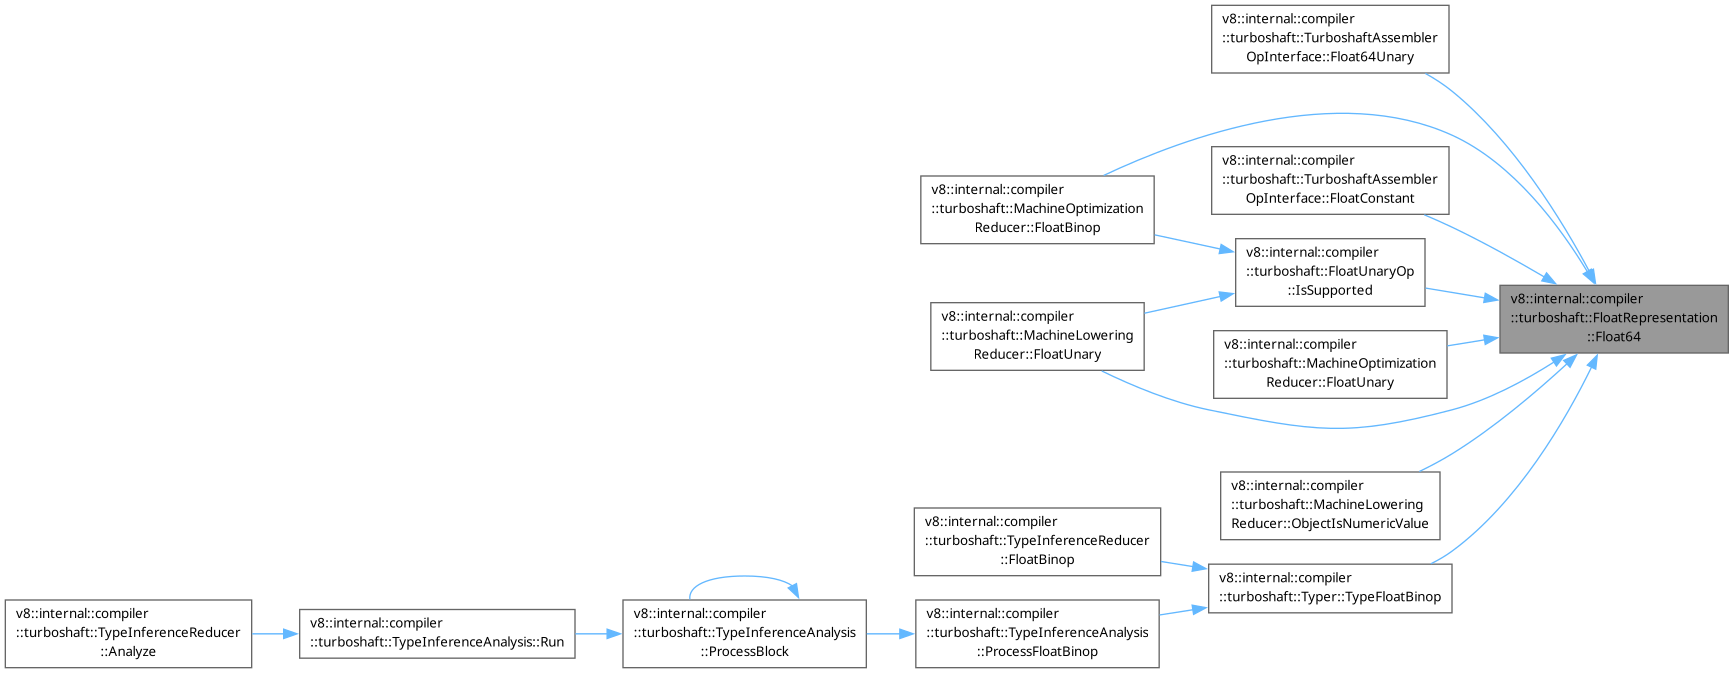 v8::internal::compiler
::turboshaft::TurboshaftAssembler
OpInterface::Float64Unary
v8::internal::compiler
::turboshaft::TurboshaftAssembler
OpInterface::FloatConstant
v8::internal::compiler
::turboshaft::MachineOptimization
Reducer::FloatBinop
v8::internal::compiler
::turboshaft::FloatUnaryOp
::IsSupported
v8::internal::compiler
::turboshaft::FloatRepresentation
::Float64
v8::internal::compiler
::turboshaft::MachineLowering
Reducer::FloatUnary
v8::internal::compiler
::turboshaft::MachineOptimization
Reducer::FloatUnary
v8::internal::compiler
::turboshaft::MachineLowering
Reducer::ObjectIsNumericValue
v8::internal::compiler
::turboshaft::TypeInferenceReducer
::FloatBinop
v8::internal::compiler
::turboshaft::Typer::TypeFloatBinop
v8::internal::compiler
::turboshaft::TypeInferenceReducer
::Analyze
v8::internal::compiler
::turboshaft::TypeInferenceAnalysis::Run
v8::internal::compiler
::turboshaft::TypeInferenceAnalysis
::ProcessBlock
v8::internal::compiler
::turboshaft::TypeInferenceAnalysis
::ProcessFloatBinop